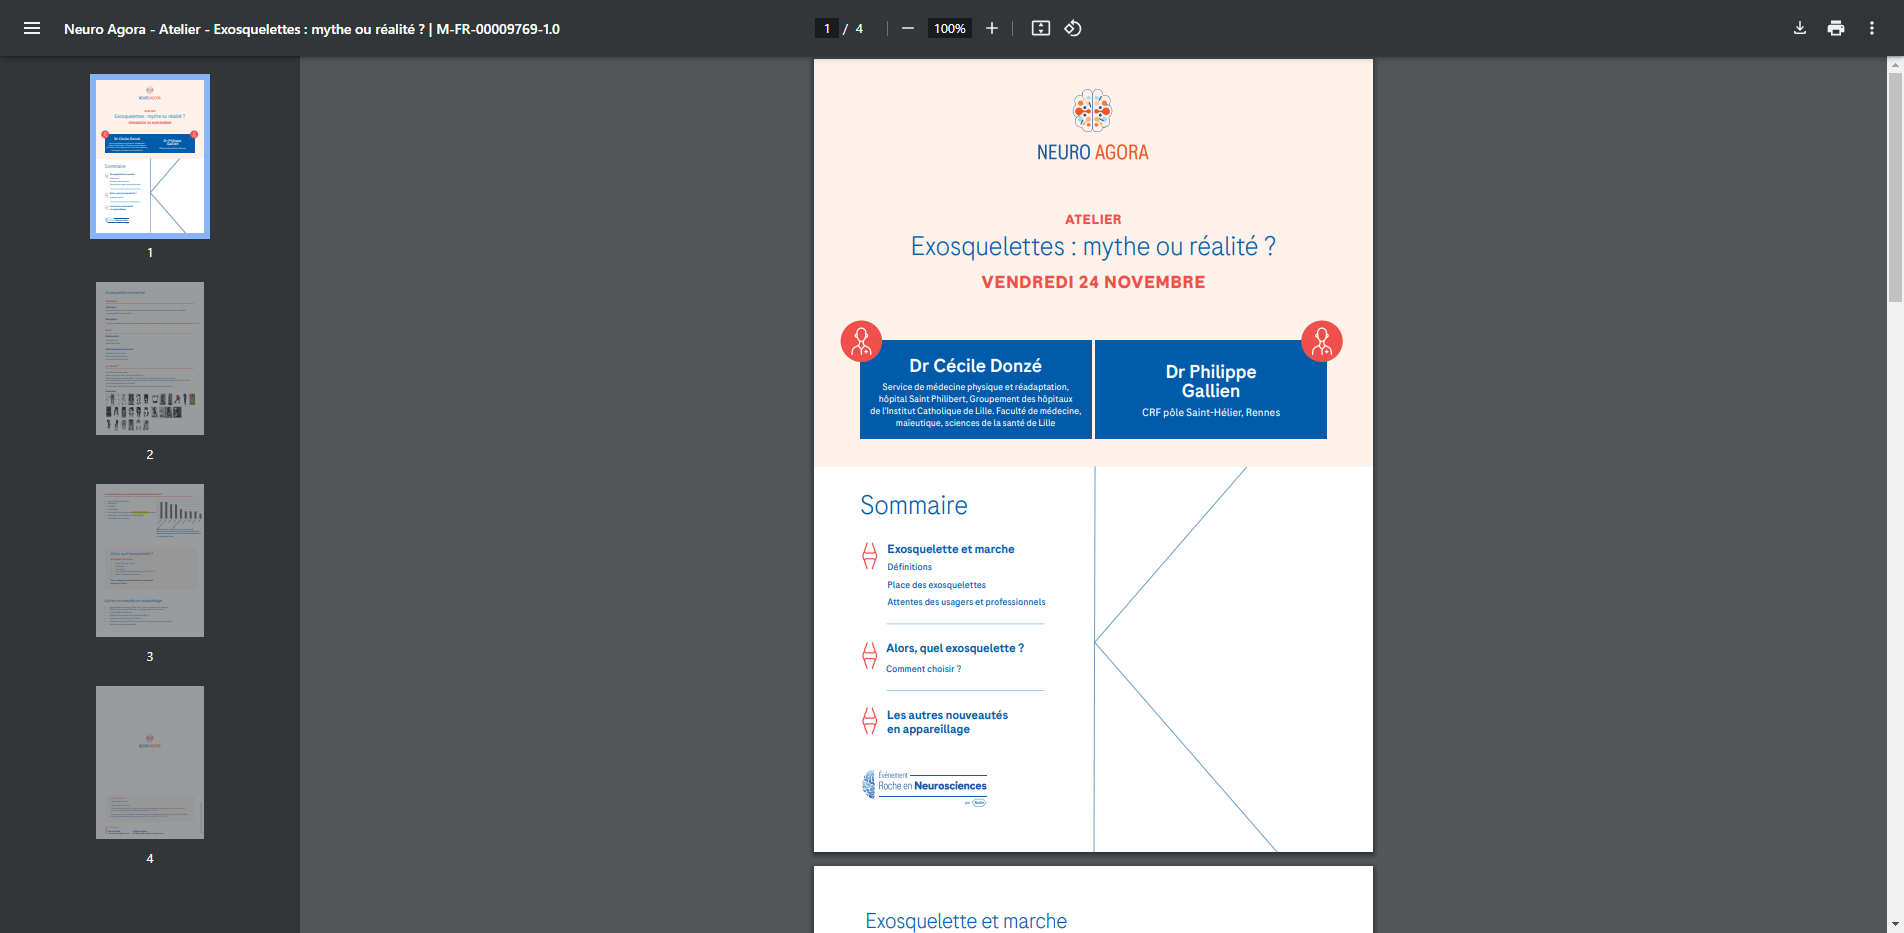 Neuro Agora - Atelier - Exosquelettes : mythe ou réalité ? | M-FR-00009769-1.0
1 / 4
100%
1
2
3
4
NEURO AGORA
ATELIER
Exosquelettes : mythe ou réalité ?
VENDREDI 24 NOVEMBRE
Dr Cécile Donzé
Service de médecine physique et réadaptation,
hôpital Saint Philibert, Groupement des hôpitaux
de l'Institut Catholique de Lille. Faculté de médecine,
maïeutique, sciences de la santé de Lille
Dr Philippe
Gallien
CRF pôle Saint-Hélier, Rennes
Sommaire
Exosquelette et marche
Définitions
Place des exosquelettes
Attentes des usagers et professionnels
Alors, quel exosquelette ?
Comment choisir ?
Les autres nouveautés
en appareillage
Événement
Roche en Neurosciences
par Roche
Exosquelette et marche